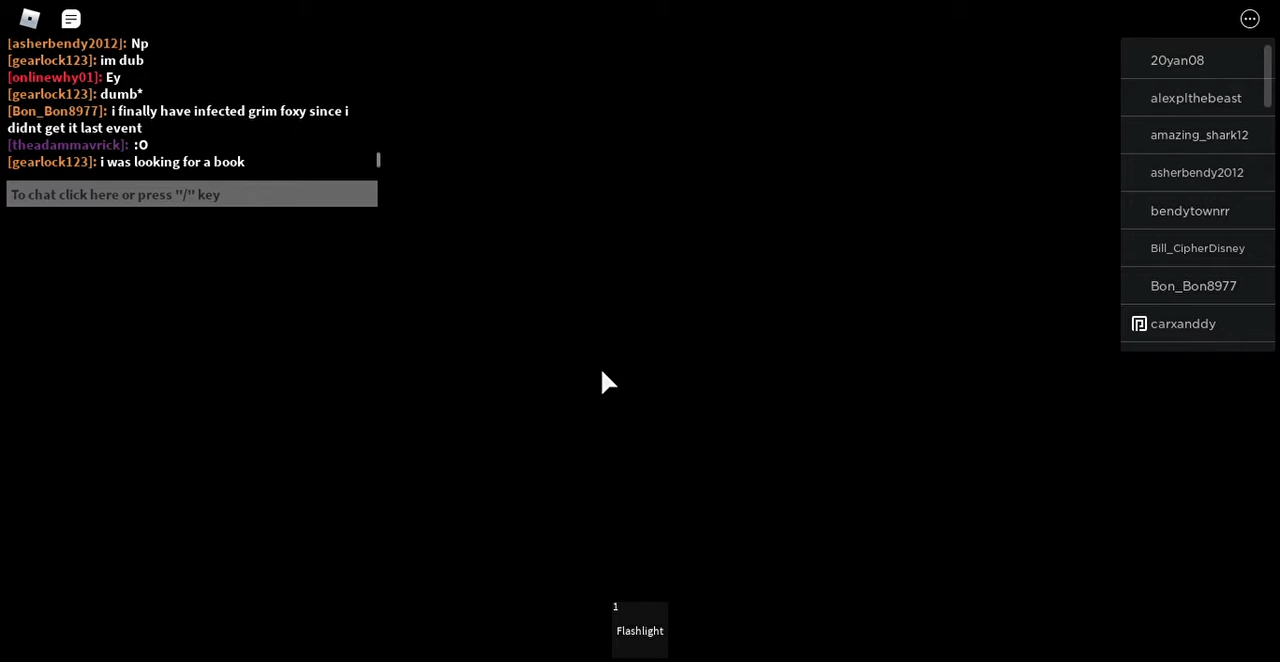 [asherbendy2012]: Np
[gearlock123]: im dub
[onlinewhy01]: Ey
[gearlock123]: dumb*
[Bon_Bon8977]: i finally have infected grim foxy since i
didnt get it last event
[theadammavrick]: :O
[gearlock123]: i was looking for a book
To chat click here or press "/" key
20yan08
alexplthebeast
amazing_shark12
asherbendy2012
bendytownrr
Bill_CipherDisney
Bon_Bon8977
carxanddy
1
Flashlight